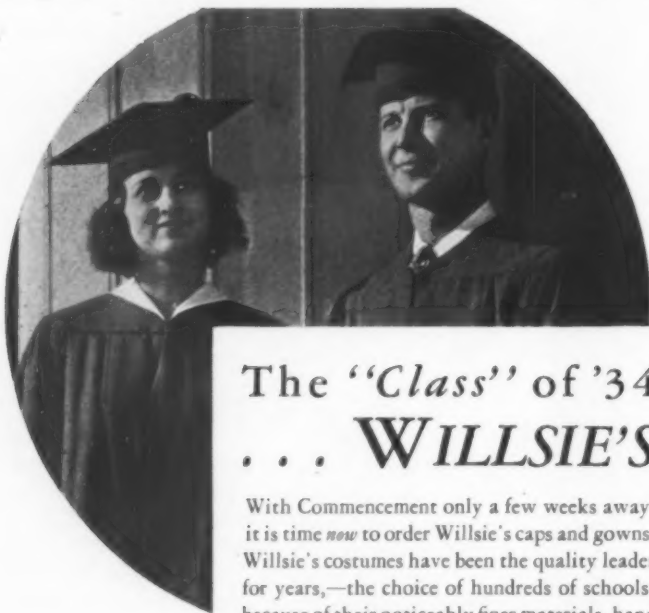 The "Class" of '34
... WILLSIE'S
With Commencement only a few weeks away
it is time now to order Willsie's caps and gowns
Willsie's costumes have been the quality leade
for years,—the choice of hundreds of schools